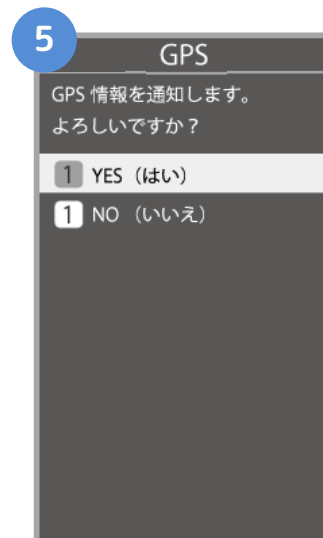 5
GPS
GPS 情報を通知します。
よろしいですか？
1 YES（はい）
1 NO （いいえ）